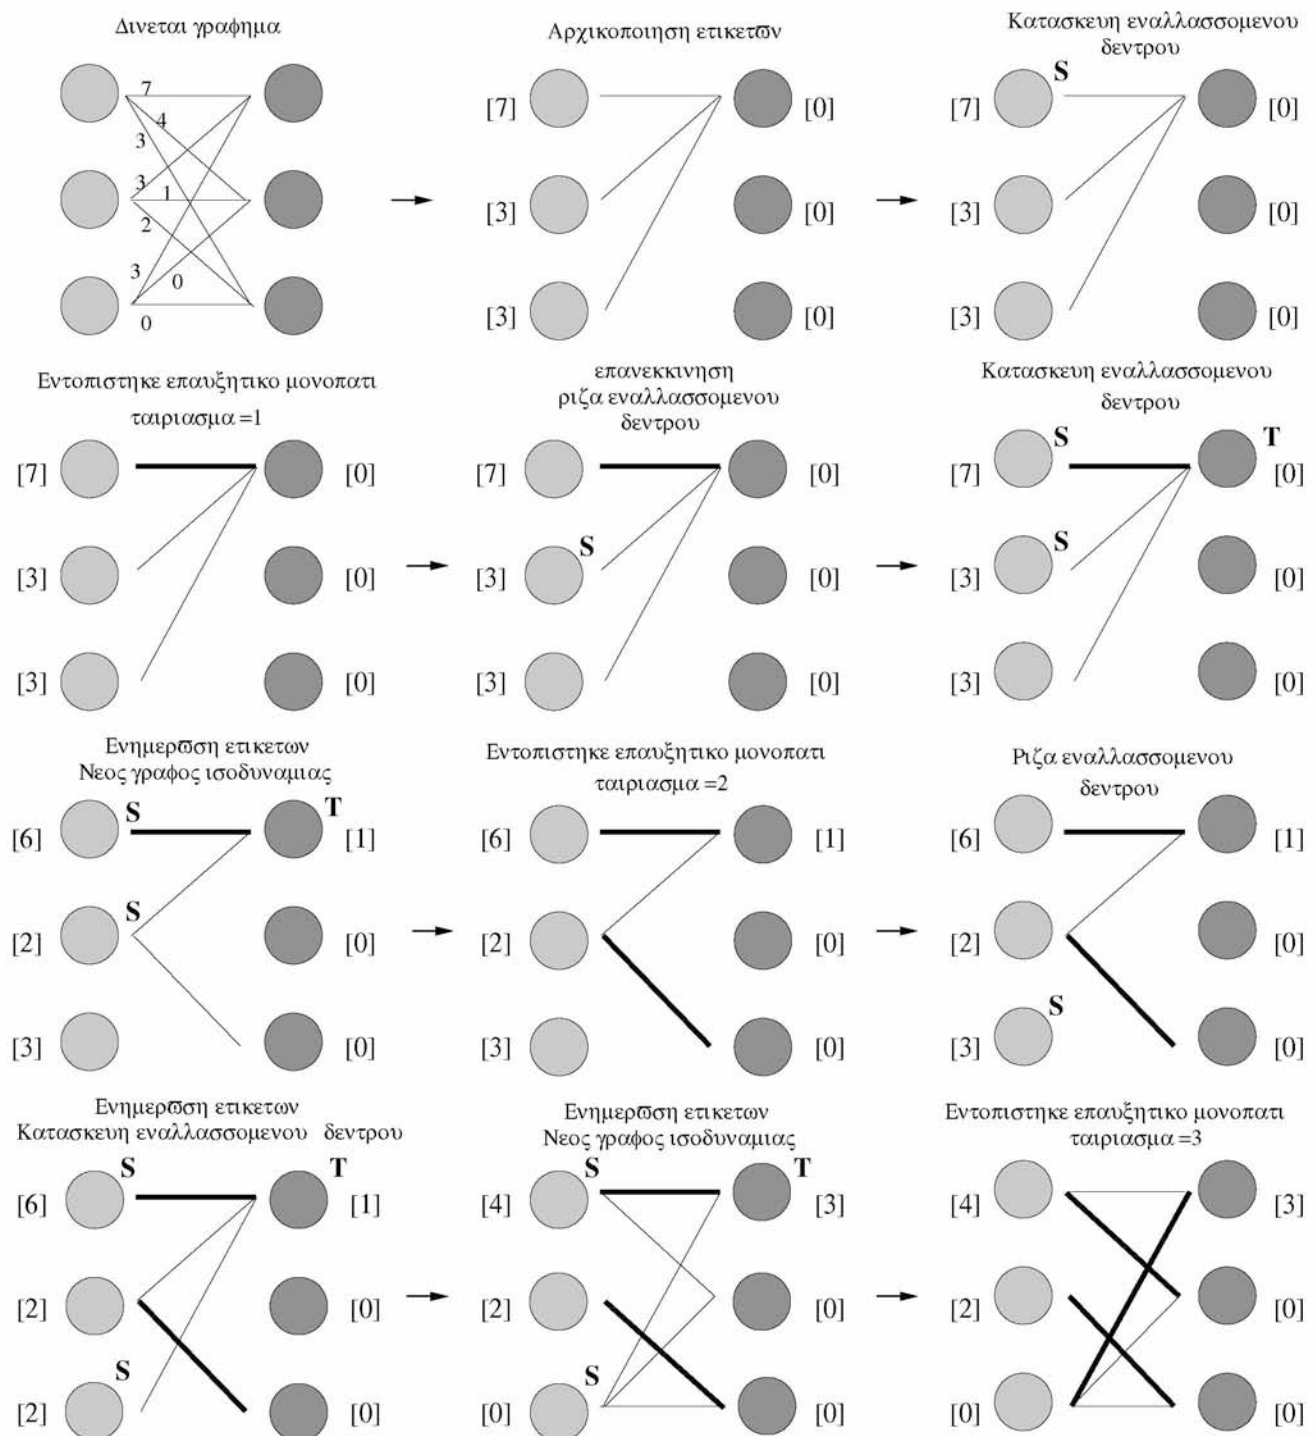 Δινεται γραφημα
7
4
3
3
1
2
3
0
0
Αρχικοποιηση ετικετϖν
[7] [0]
[3] [0]
[3] [0]
Κατασκευη εναλλασσομενου
δεντρου
S
[7] [0]
[3] [0]
[3] [0]
Εντοπιστηκε επαυξητικο μονοπατι
ταιριασμα =1
[7] [0]
[3] [0]
[3] [0]
επανεκκινηση
ριζα εναλλασσομενου
δεντρου
[7] [0]
S
[3] [0]
[3] [0]
Κατασκευη εναλλασσομενου
δεντρου
S T
[7] [0]
S
[3] [0]
[3] [0]
Ενημερϖση ετικετων
Νεος γραφος ισοδυναμιας
S T
[6] [1]
S
[2] [0]
[3] [0]
Εντοπιστηκε επαυξητικο μονοπατι
ταιριασμα =2
[6] [1]
[2] [0]
[3] [0]
Ριζα εναλλασσομενου
δεντρου
[6] [1]
[2] [0]
S
[3] [0]
Ενημερϖση ετικετων
Κατασκευη εναλλασσομενου δεντρου
S T
[6] [1]
[2] [0]
S
[2] [0]
Ενημερϖση ετικετων
Νεος γραφος ισοδυναμιας
S T
[4] [3]
[2] [0]
S
[0] [0]
Εντοπιστηκε επαυξητικο μονοπατι
ταιριασμα =3
[4] [3]
[2] [0]
[0] [0]